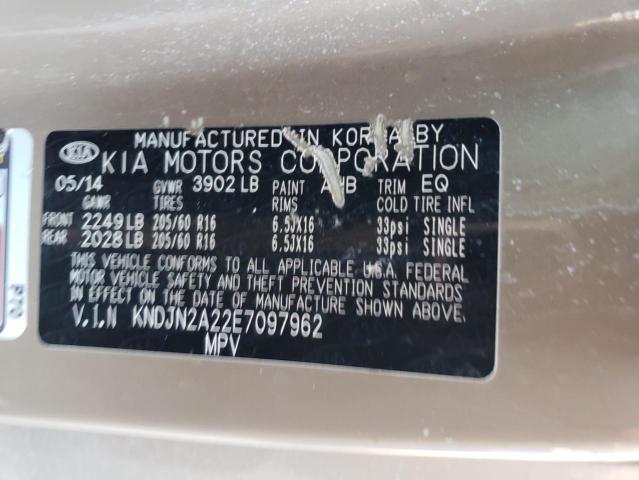 MANUFACTURED IN KOREA BY
KIA KIA MOTORS CORPORATION
05/14 GVWR 3902 LB PAINT TRIM EQ
GAWR TIRES RIMS COLD TIRE INFL
FRONT 2249 LB 205/60 R16 6.5JX16 33psi SINGLE
REAR 2028 LB 205/60 R16 6.5JX16 33psi SINGLE
THIS VEHICLE CONFORMS TO ALL APPLICABLE U.S.A. FEDERAL
MOTOR VEHICLE SAFETY AND THEFT PREVENTION STANDARDS
IN EFFECT ON THE DATE OF MANUFACTURE SHOWN ABOVE.
V.I.N KNDJN2A22E7097962
MPV